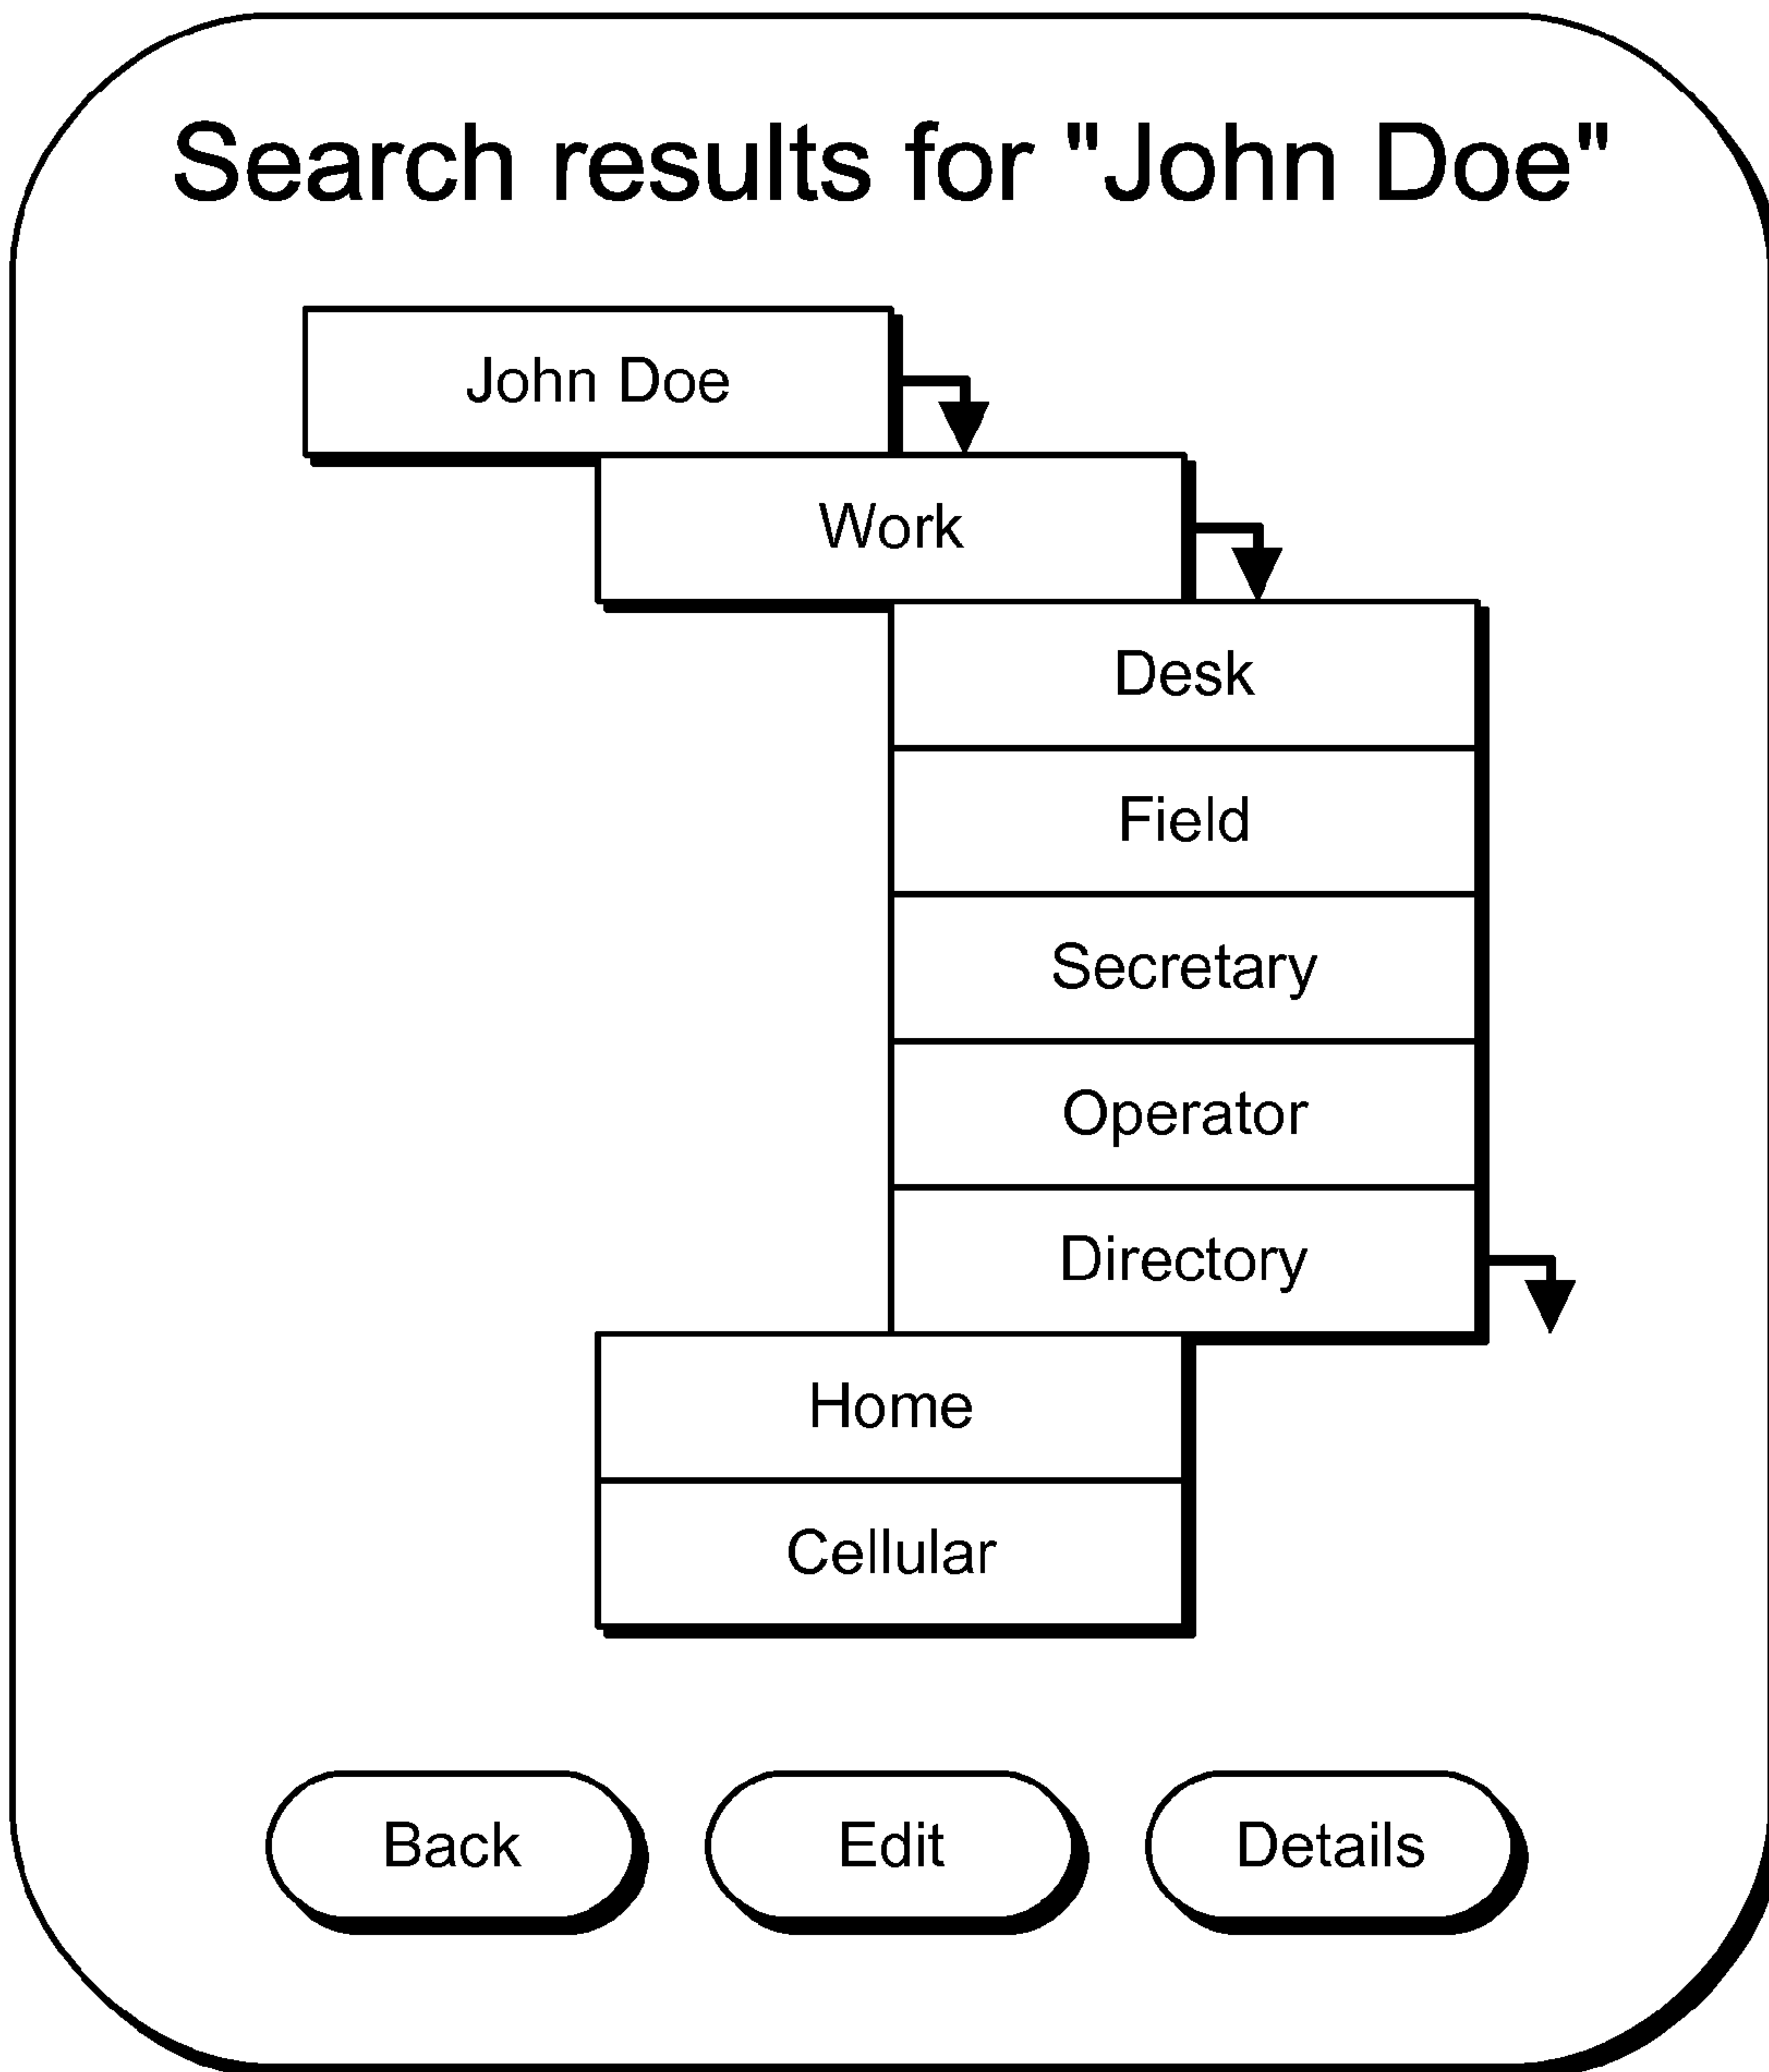 Search results for "John Doe"
John Doe
Work
Desk
Field
Secretary
Operator
Directory
Home
Cellular
Back Edit Details